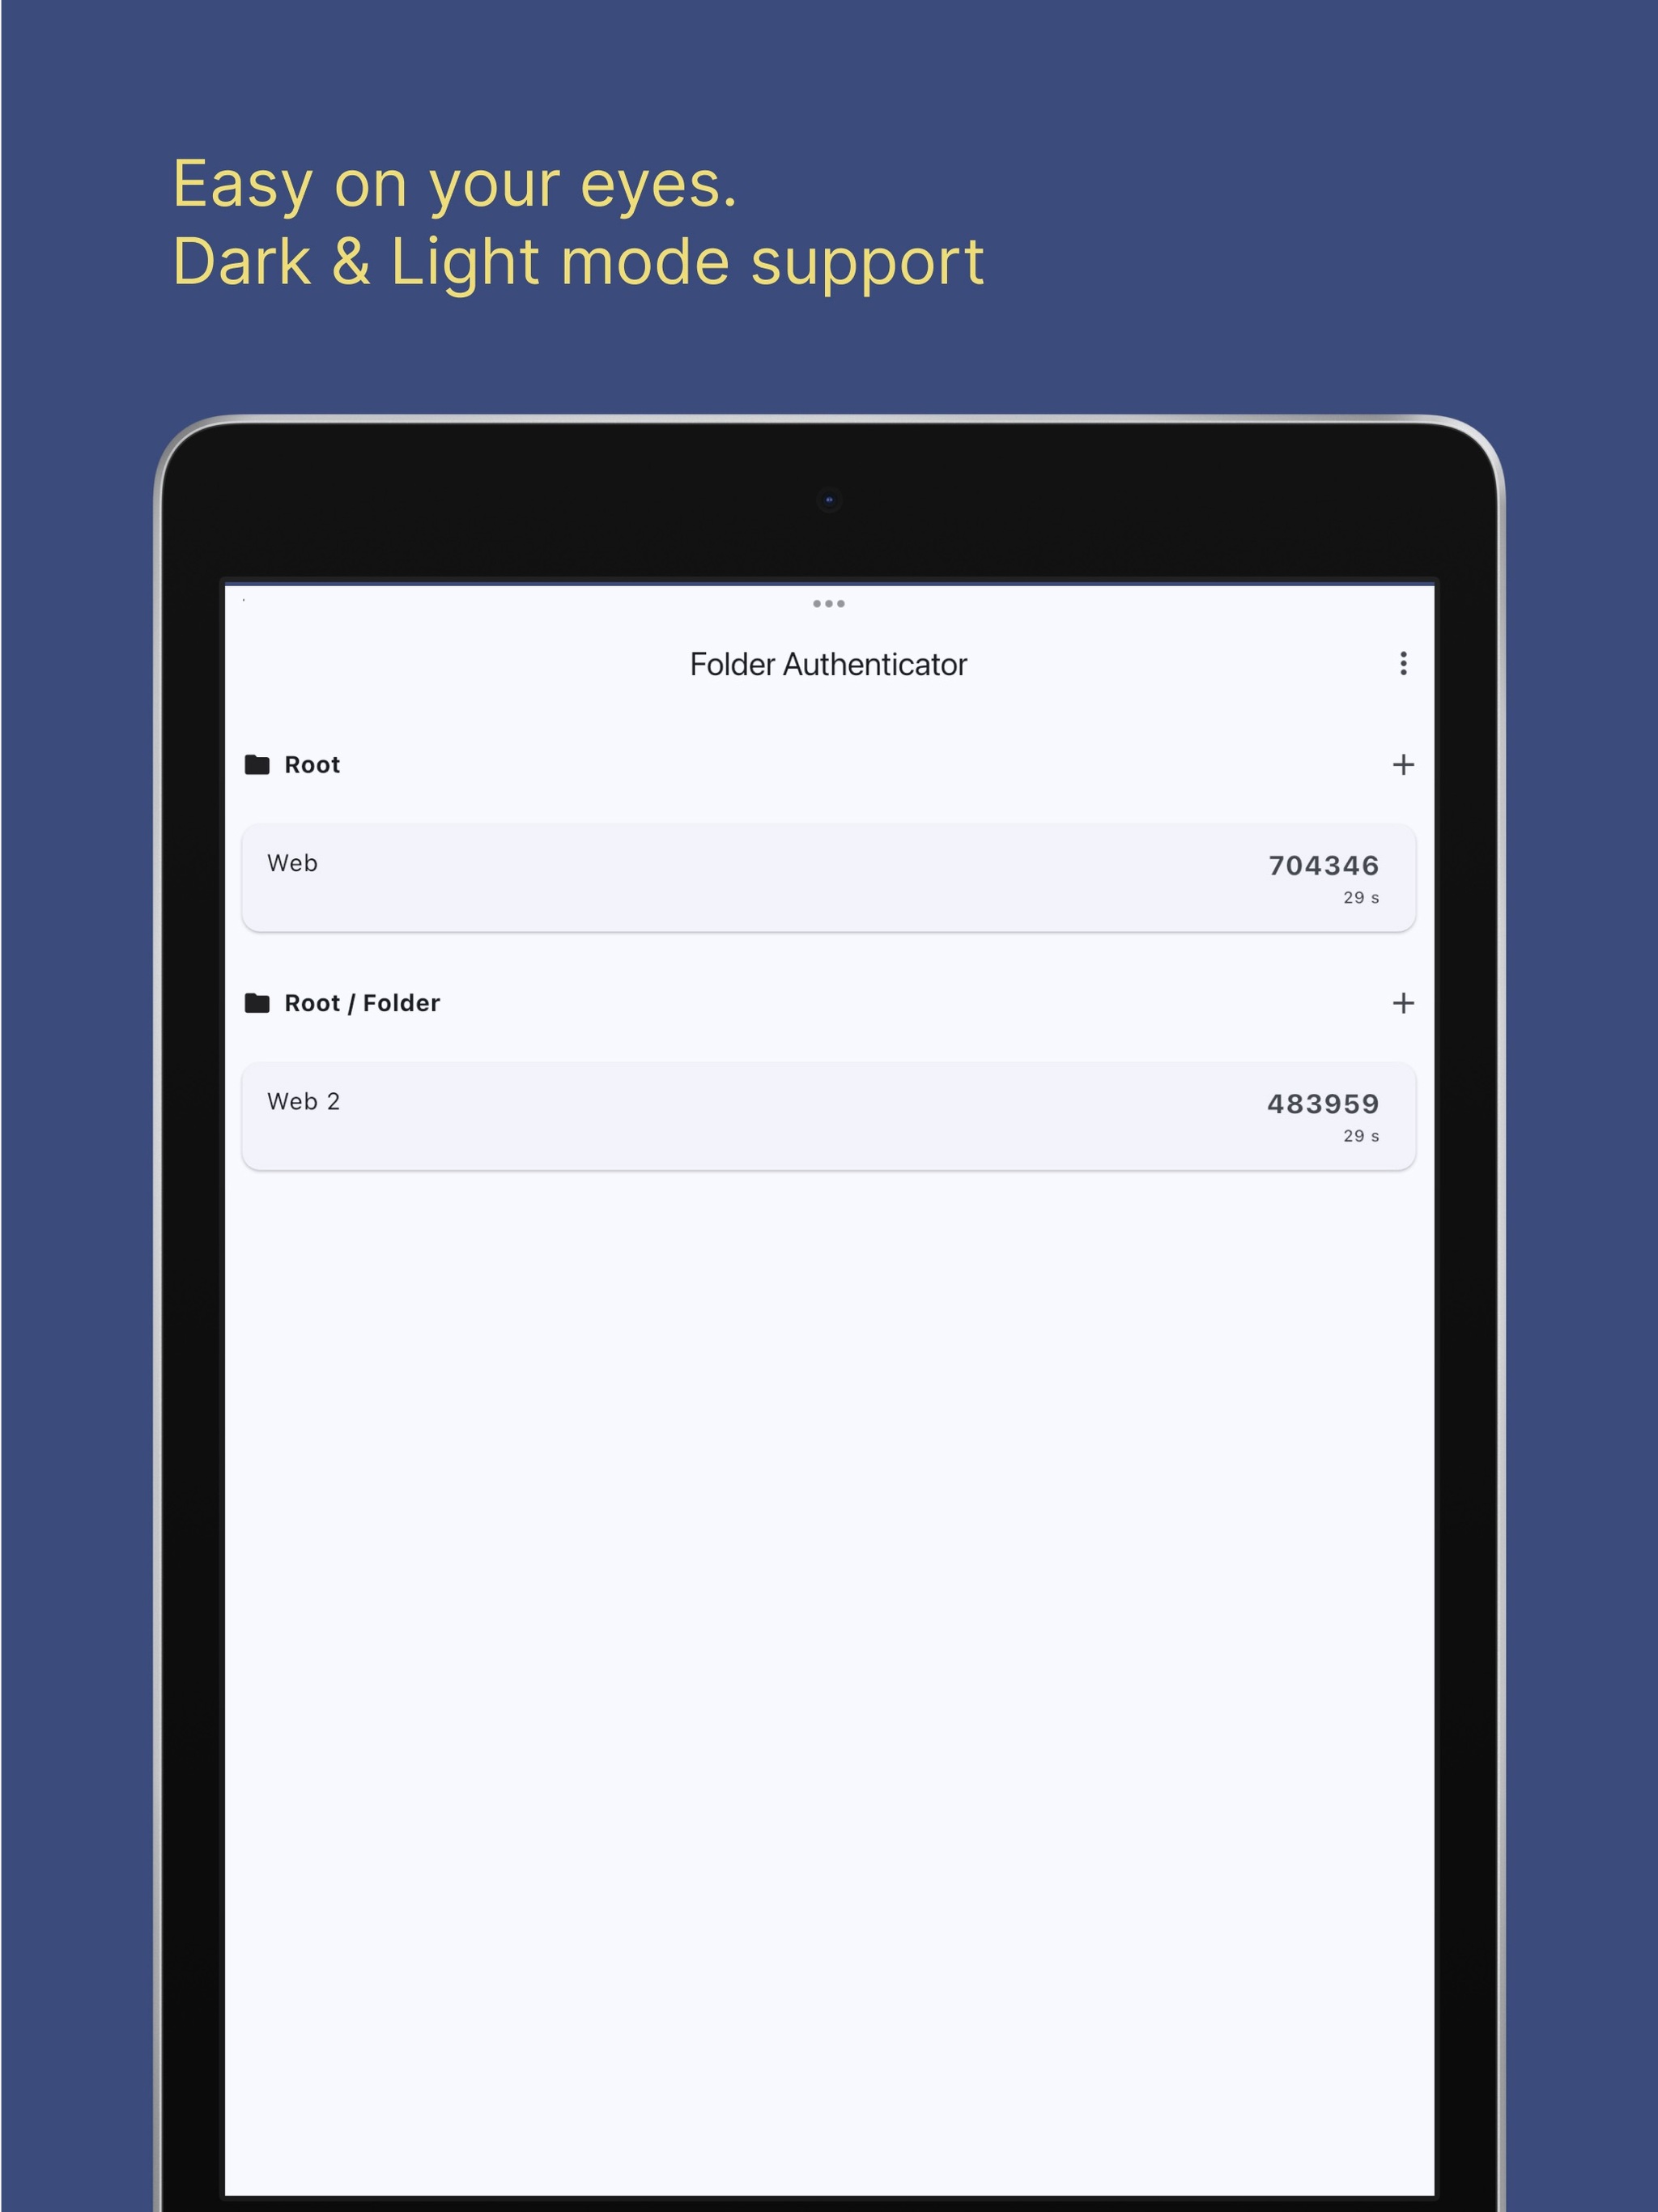 Easy on your eyes.
Dark & Light mode support
Folder Authenticator
Root
Web
704346
29 s
Root / Folder
Web 2
483959
29 s